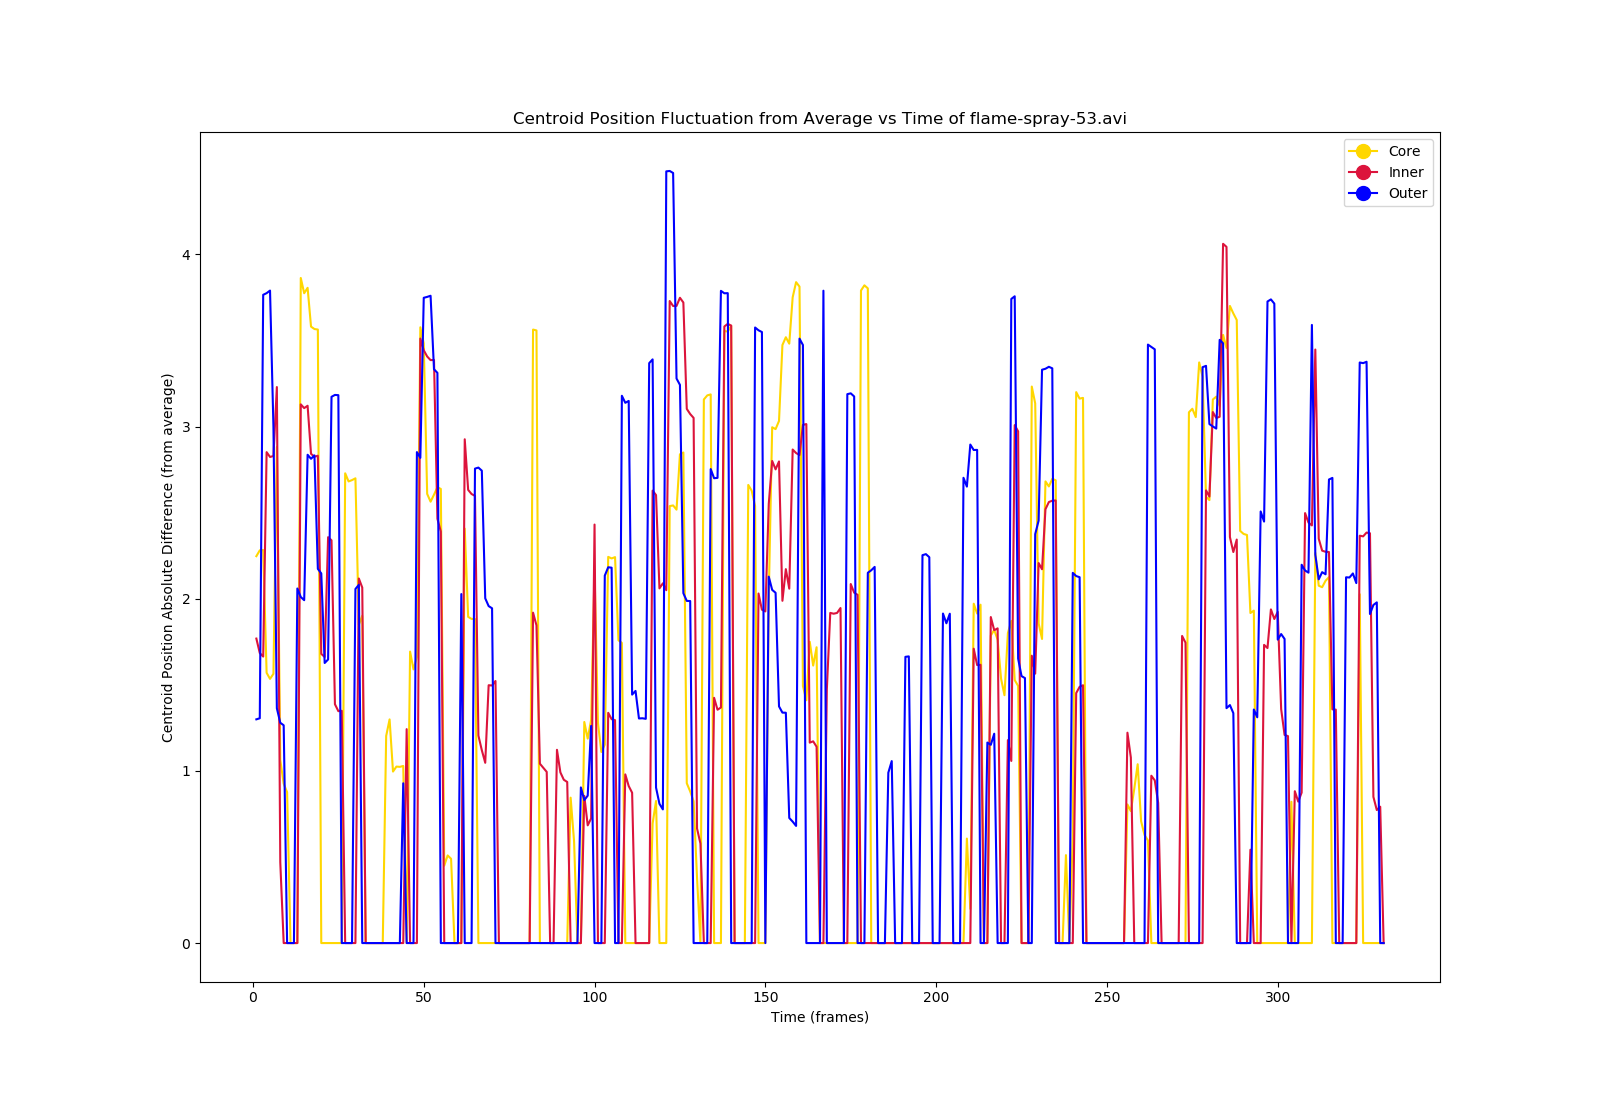 Centroid Position Fluctuation from Average vs Time of flame-spray-53.avi
Core
Inner
Outer
Centroid Position Absolute Difference (from average)
4
3
2
1
0
0 50 100 150 200 250 300
Time (frames)